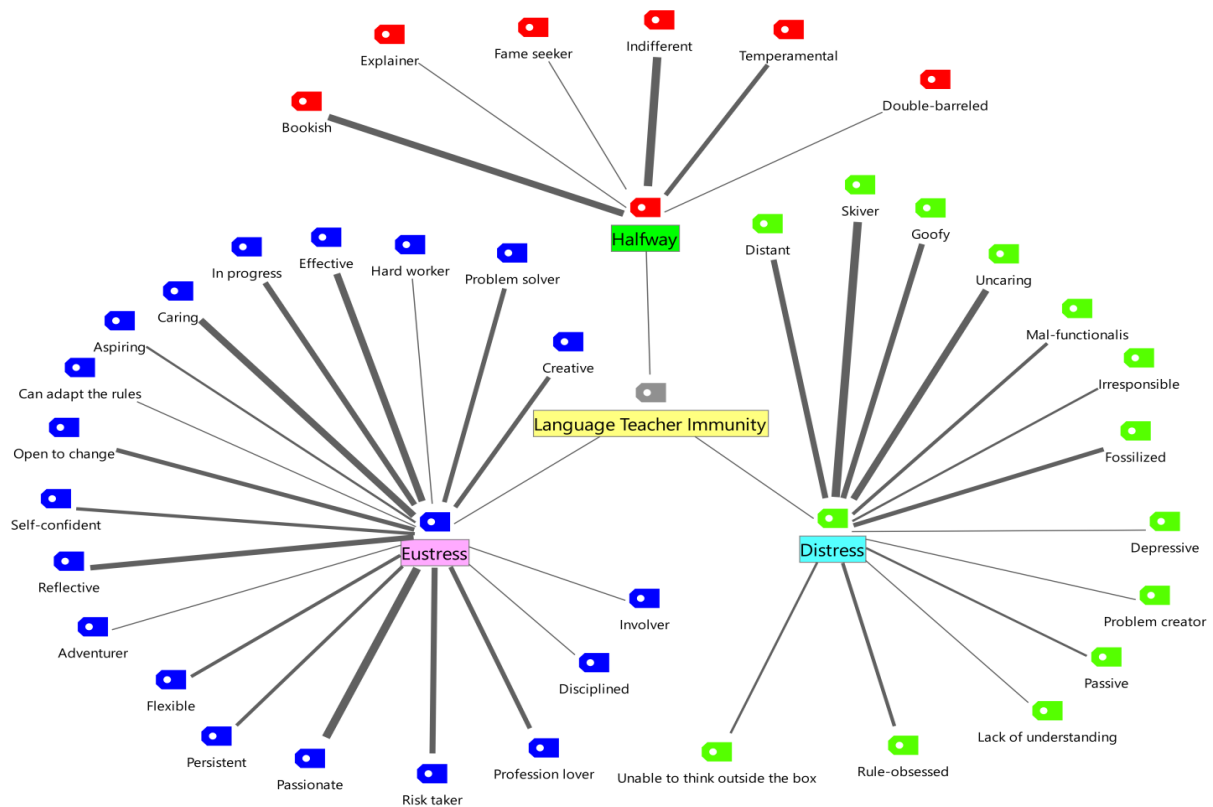 Indifferent
Fame seeker
Temperamental
Explainer
Double-barreled
Bookish
Halfway
Skiver
Goofy
Distant
Uncaring
Effective
Hard worker
In progress
Problem solver
Caring
Mal-functionalis
Aspiring
Creative
Irresponsible
Can adapt the rules
Language Teacher Immunity
Open to change
Fossilized
Self-confident
Eustress
Distress
Depressive
Reflective
Involver
Problem creator
Adventurer
Disciplined
Passive
Flexible
Lack of understanding
Persistent
Profession lover
Unable to think outside the box
Rule-obsessed
Passionate
Risk taker